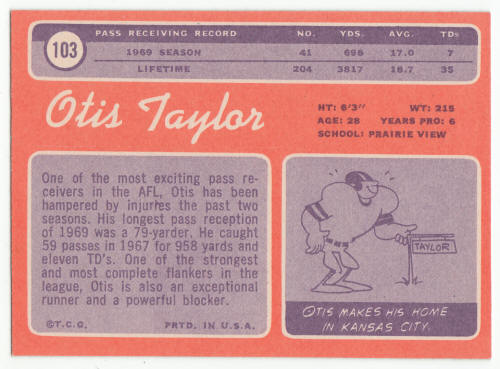 103
PASS RECEIVING RECORD NO. YDS. AVG. TDs
1969 SEASON 41 696 17.0 7
LIFETIME 204 3817 18.7 35
Otis Taylor
HT: 6'3" WT: 215
AGE: 28 YEARS PRO: 6
SCHOOL: PRAIRIE VIEW
One of the most exciting pass re-
ceivers in the AFL, Otis has been
hampered by injuries the past two
seasons. His longest pass reception
of 1969 was a 79-yarder. He caught
59 passes in 1967 for 958 yards and
eleven TD's. One of the strongest
and most complete flankers in the
league, Otis is also an exceptional
runner and a powerful blocker.
©T.C.G. PRTD. IN U.S.A.
TAYLOR
OTIS MAKES HIS HOME
IN KANSAS CITY.